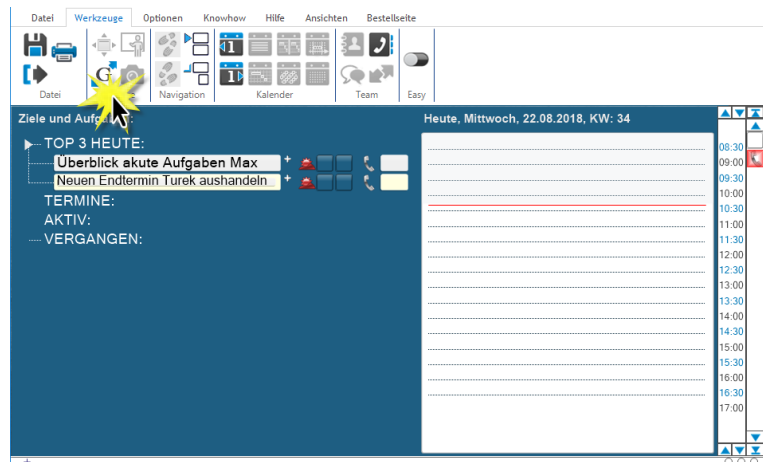 Datei Werkzeuge Optionen Knowhow Hilfe Ansichten Bestellseite
G
1 1
Datei Navigation Kalender Team Easy
Ziele und Aufgaben: Heute, Mittwoch, 22.08.2018, KW: 34
TOP 3 HEUTE:
Überblick akute Aufgaben Max +
Neuen Endtermin Turek aushandeln +
TERMINE:
AKTIV:
VERGANGEN:
08:30
09:00
09:30
10:00
10:30
11:00
11:30
12:00
12:30
13:00
13:30
14:00
14:30
15:00
15:30
16:00
16:30
17:00